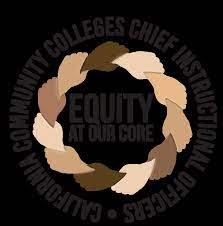 CALIFORNIA COMMUNITY COLLEGES CHIEF INSTRUCTIONAL OFFICERS •
EQUITY
AT OUR CORE